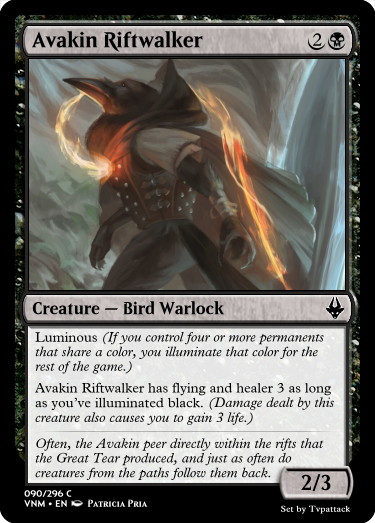 Avakin Riftwalker 2
Creature — Bird Warlock
Luminous (If you control four or more permanents
that share a color, you illuminate that color for the
rest of the game.)
Avakin Riftwalker has flying and healer 3 as long
as you've illuminated black. (Damage dealt by this
creature also causes you to gain 3 life.)
Often, the Avakin peer directly within the rifts that
the Great Tear produced, and just as often do
creatures from the paths follow them back.
2/3
090/296 C
VNM • EN Patricia Pria
Set by Tvpattack